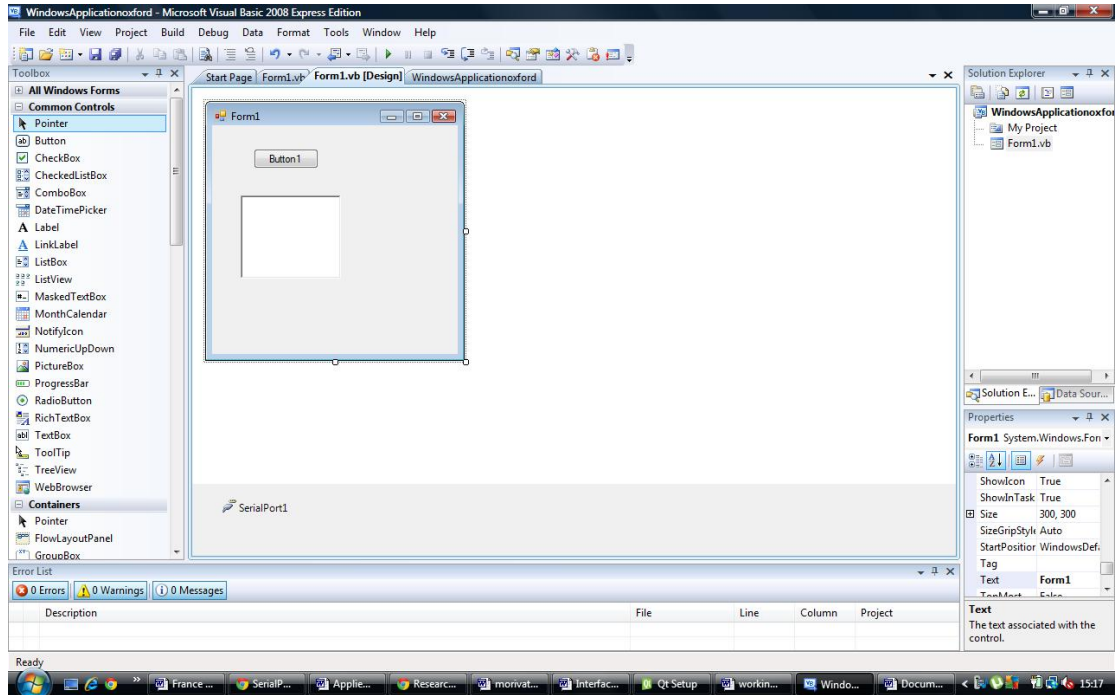 WindowsApplicationoxford - Microsoft Visual Basic 2008 Express Edition
File Edit View Project Build Debug Data Format Tools Window Help
Toolbox
All Windows Forms
Common Controls
Pointer
Button
CheckBox
CheckedListBox
ComboBox
DateTimePicker
A Label
A LinkLabel
ListBox
ListView
MaskedTextBox
MonthCalendar
NotifyIcon
NumericUpDown
PictureBox
ProgressBar
RadioButton
RichTextBox
abl TextBox
ToolTip
TreeView
WebBrowser
Containers
Pointer
FlowLayoutPanel
GroupBox
Start Page Form1.vb Form1.vb [Design] WindowsApplicationoxford
Form1
Button1
SerialPort1
Solution Explorer
WindowsApplicationoxfor
My Project
Form1.vb
Solution E... Data Sour...
Properties
Form1 System.Windows.Fon
ShowIcon True
ShowInTask True
Size 300, 300
SizeGripStyle Auto
StartPosition WindowsDefa
Tag
Text Form1
TopMost False
Text
The text associated with the
control.
Error List
0 Errors 0 Warnings 0 Messages
Description File Line Column Project
Ready
France ... SerialP... Applie... Researc... morivat... Interfac... Qt Setup workin... Windo... Docum... 15:17